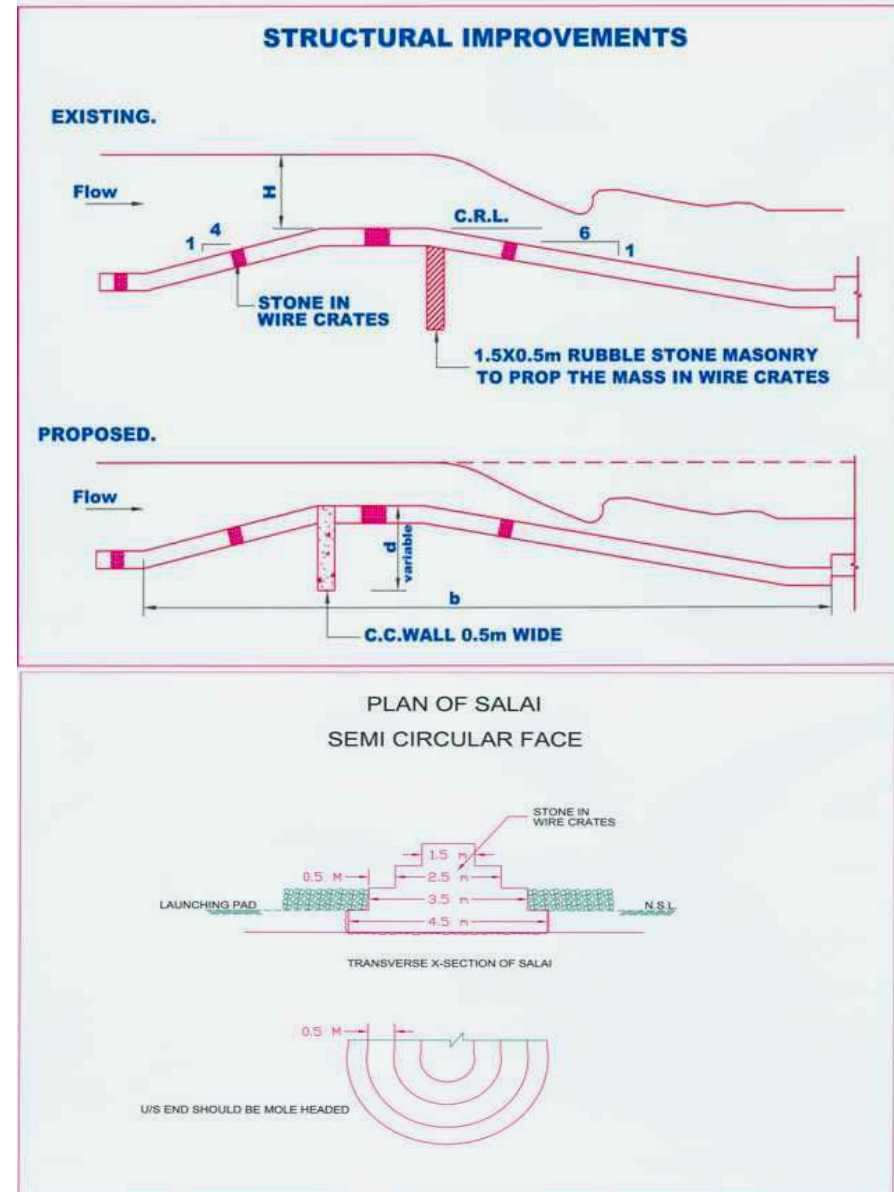 STRUCTURAL IMPROVEMENTS
EXISTING.
Flow
H
C.R.L.
1 4
6
1
STONE IN
WIRE CRATES
1.5X0.5m RUBBLE STONE MASONRY
TO PROP THE MASS IN WIRE CRATES
PROPOSED.
Flow
d
variable
b
C.C.WALL 0.5m WIDE
PLAN OF SALAI
SEMI CIRCULAR FACE
STONE IN
WIRE CRATES
1.5 m
0.5 M
2.5 m
3.5 m
LAUNCHING PAD
N.S.L.
4.5 m
TRANSVERSE X-SECTION OF SALAI
0.5 M
U/S END SHOULD BE MOLE HEADED